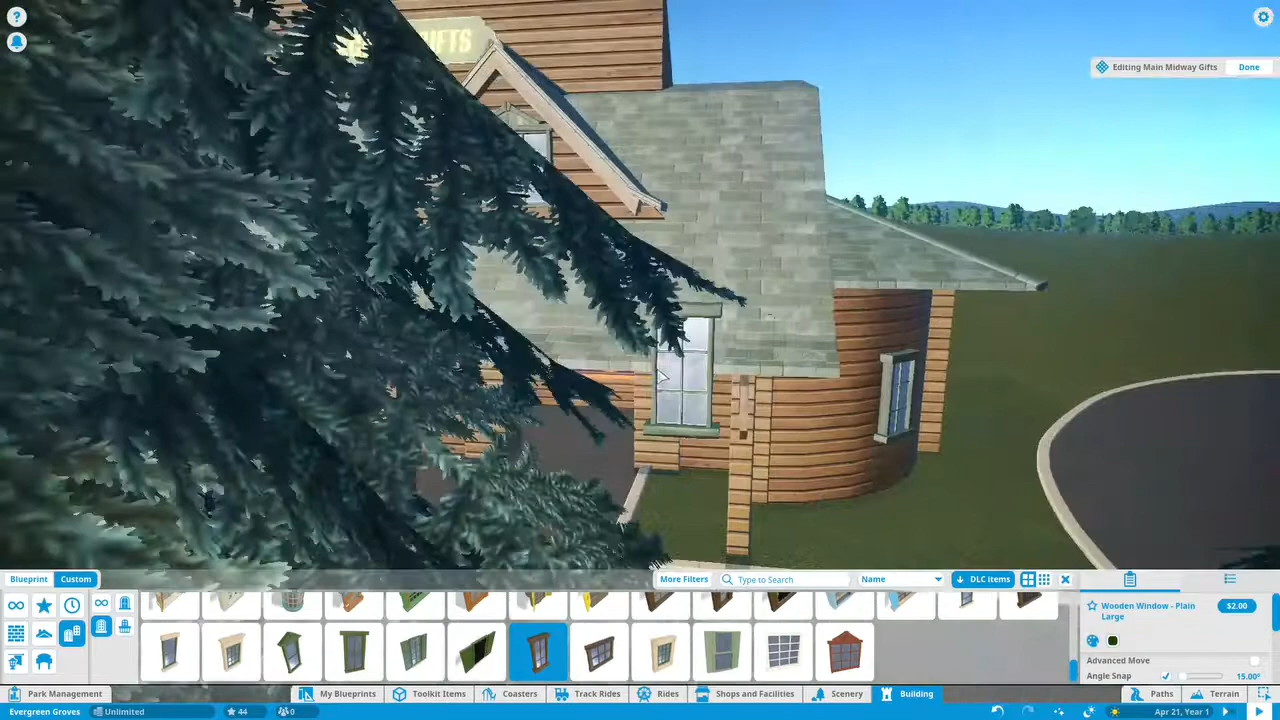 IFTS
Editing Main Midway Gifts
Done
Blueprint
Custom
More Filters
Type to Search
Name
DLC Items
Wooden Window - Plain
Large
$2.00
Advanced Move
Angle Snap
15.00°
Park Management
My Blueprints
Toolkit Items
Coasters
Track Rides
Rides
Shops and Facilities
Scenery
Building
Paths
Terrain
Evergreen Groves
Unlimited
44
0
Apr 21, Year 1